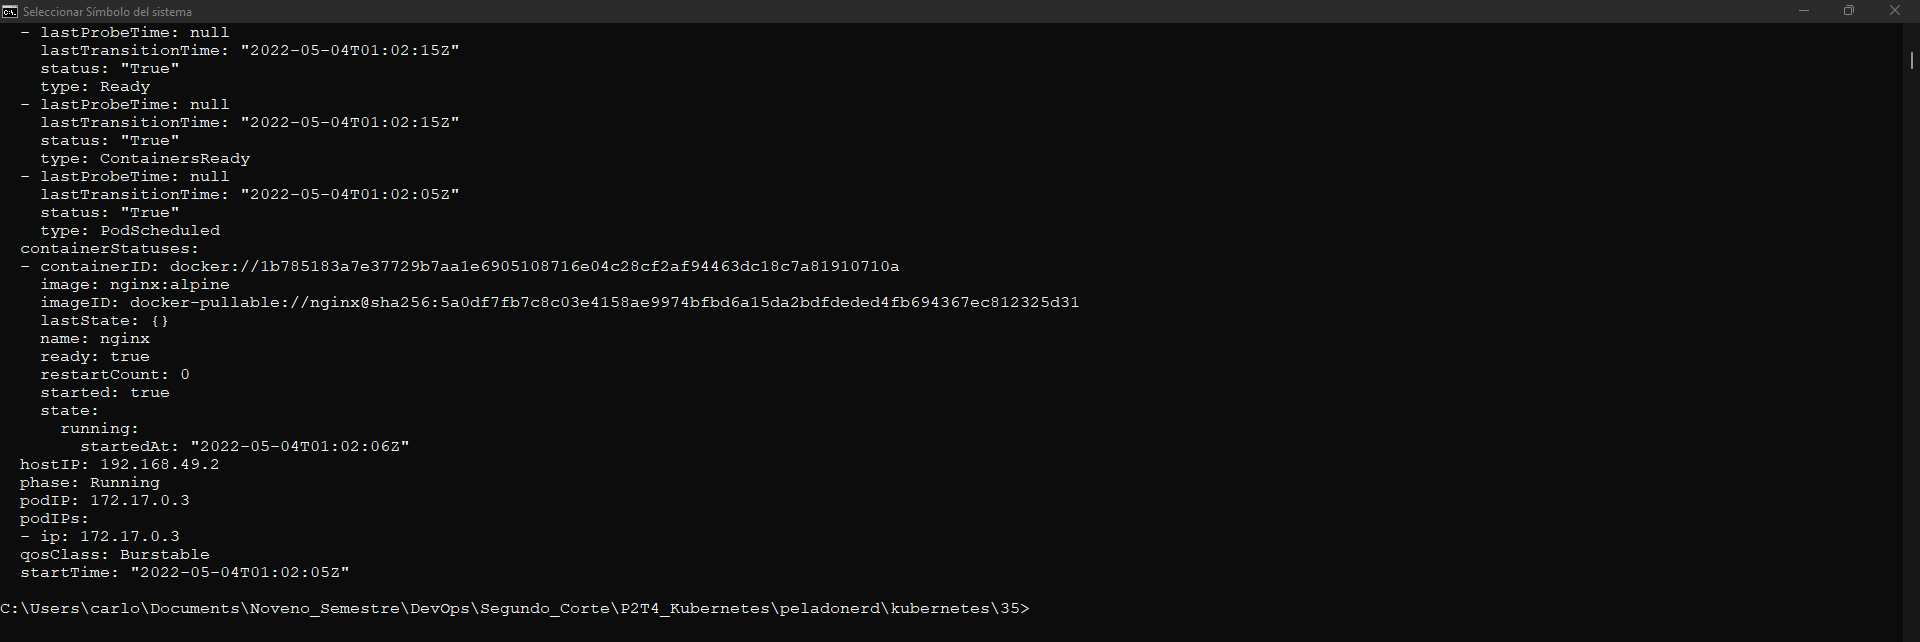 Seleccionar Símbolo del sistema
- lastProbeTime: null
lastTransitionTime: "2022-05-04T01:02:15Z"
status: "True"
type: Ready
- lastProbeTime: null
lastTransitionTime: "2022-05-04T01:02:15Z"
status: "True"
type: ContainersReady
- lastProbeTime: null
lastTransitionTime: "2022-05-04T01:02:05Z"
status: "True"
type: PodScheduled
containerStatuses:
- containerID: docker://1b785183a7e37729b7aa1e6905108716e04c28cf2af94463dc18c7a81910710a
image: nginx:alpine
imageID: docker-pullable://nginx@sha256:5a0df7fb7c8c03e4158ae9974bfbd6a15da2bdfdeded4fb694367ec812325d31
lastState: {}
name: nginx
ready: true
restartCount: 0
started: true
state:
running:
startedAt: "2022-05-04T01:02:06Z"
hostIP: 192.168.49.2
phase: Running
podIP: 172.17.0.3
podIPs:
- ip: 172.17.0.3
qosClass: Burstable
startTime: "2022-05-04T01:02:05Z"
C:\Users\carlo\Documents\Noveno_Semestre\DevOps\Segundo_Corte\P2T4_Kubernetes\peladonerd\kubernetes\35>